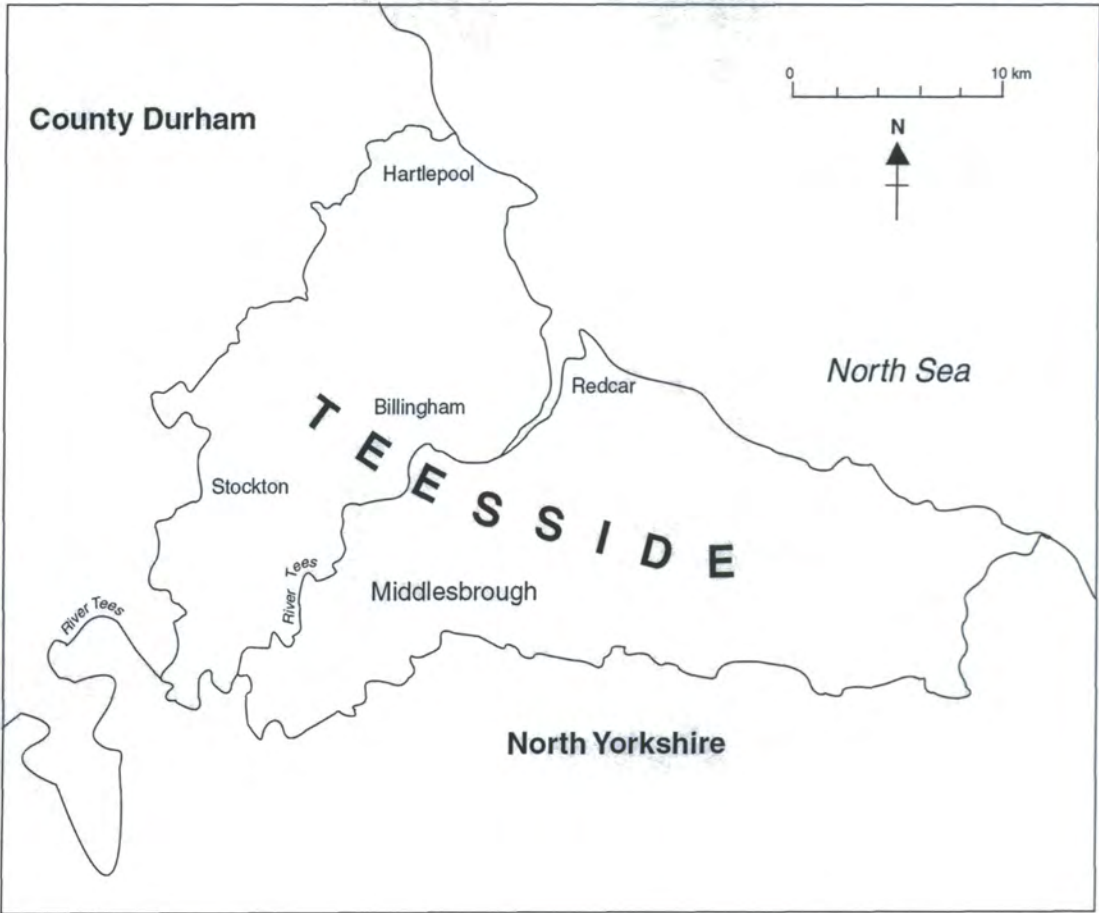 0 10 km
County Durham
N
Hartlepool
North Sea
Redcar
Billingham
TEESSIDE
Stockton
River Tees
Middlesbrough
River Tees
North Yorkshire